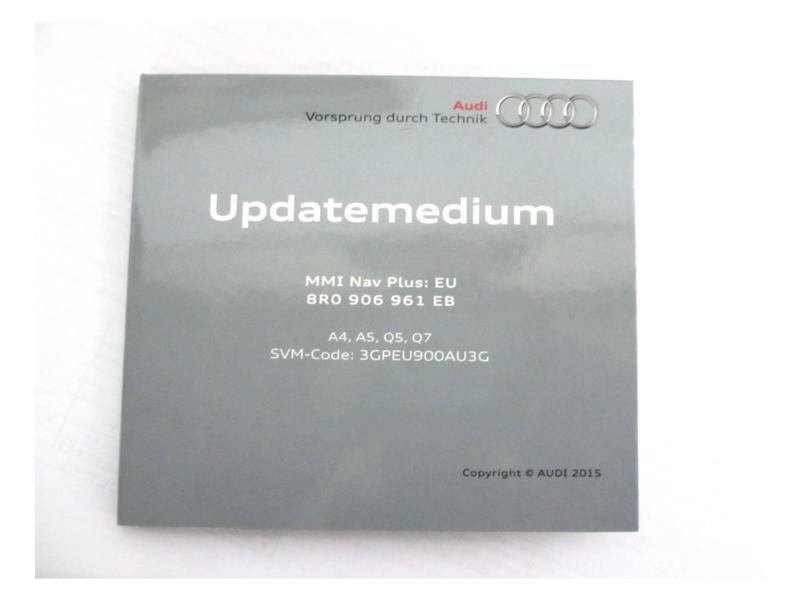 Audi
Vorsprung durch Technik
Updatemedium
MMI Nav Plus: EU
8R0 906 961 EB
A4, A5, Q5, Q7
SVM-Code: 3GPEU900AU3G
Copyright © AUDI 2015